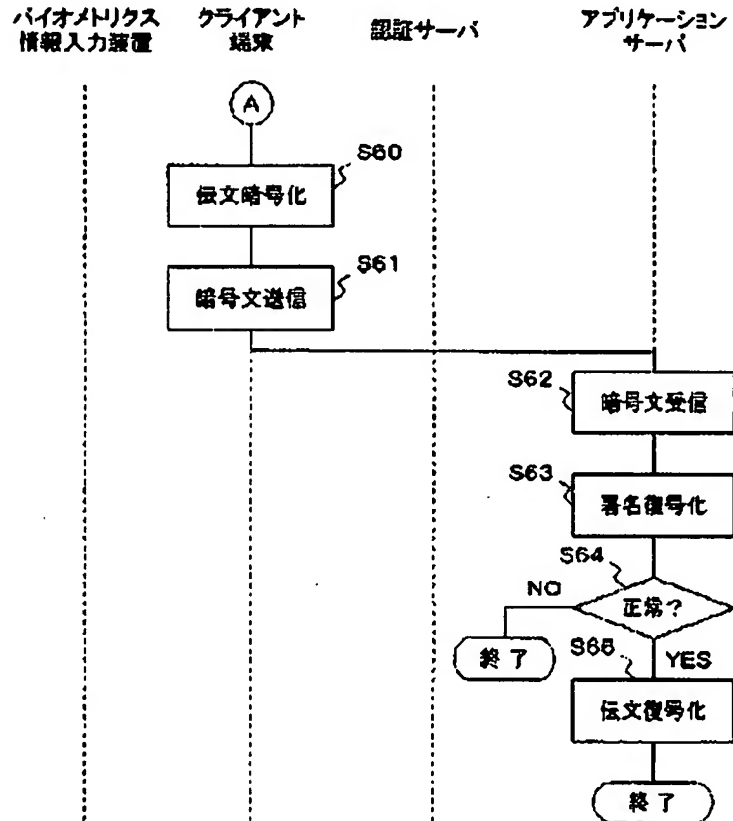 バイオメトリクス
情報入力装置
クライアント
端末
認証サーバ
アプリケーション
サーバ
A
S60
伝文暗号化
S61
暗号文送信
S62
暗号文受信
S63
署名復号化
S64
NO
正常?
終了
S65
YES
伝文復号化
終了